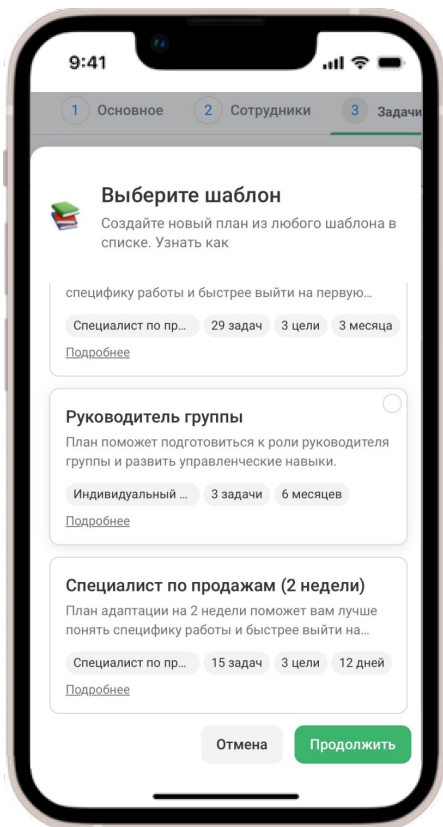 9:41
1 Основное 2 Сотрудники 3 Задачи
Выберите шаблон
Создайте новый план из любого шаблона в
списке. Узнать как
специфику работы и быстрее выйти на первую...
Специалист по пр... 29 задач 3 цели 3 месяца
Подробнее
Руководитель группы
План поможет подготовиться к роли руководителя
группы и развить управленческие навыки.
Индивидуальный ... 3 задачи 6 месяцев
Подробнее
Специалист по продажам (2 недели)
План адаптации на 2 недели поможет вам лучше
понять специфику работы и быстрее выйти на...
Специалист по пр... 15 задач 3 цели 12 дней
Подробнее
Отмена Продолжить